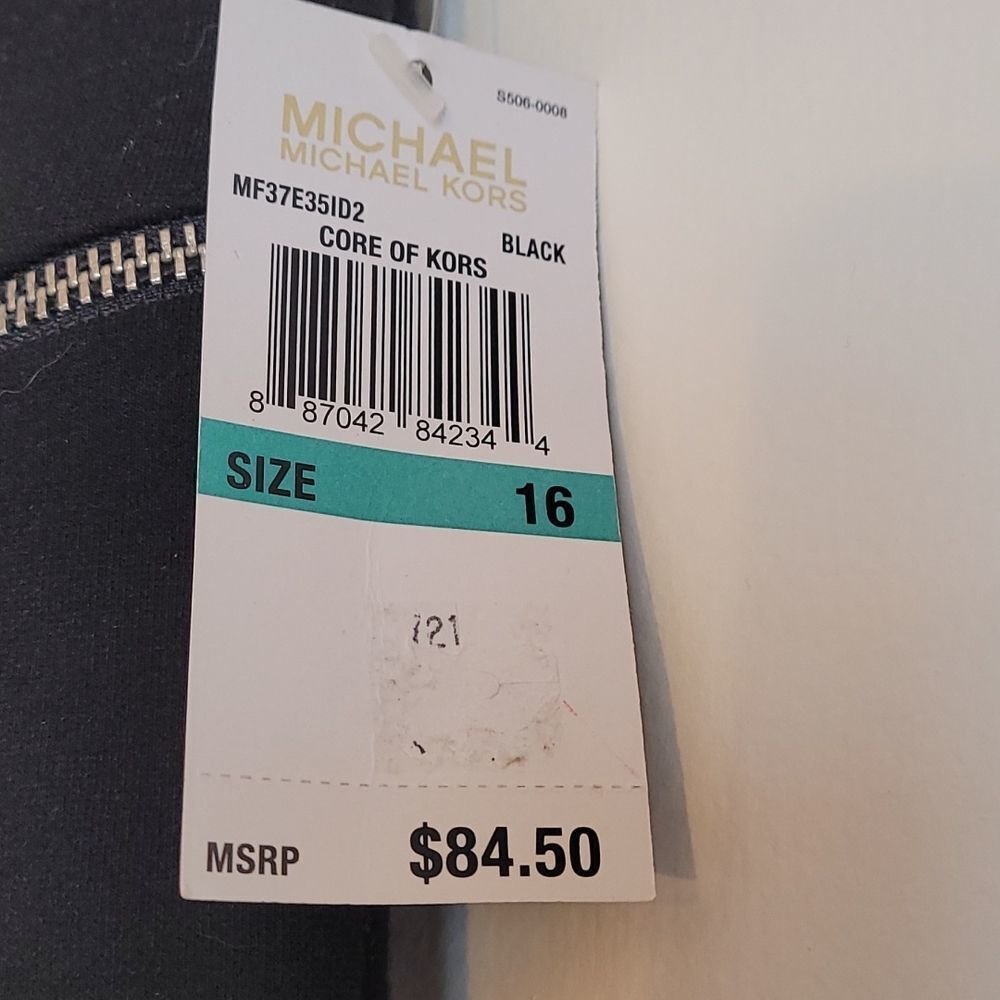 S506-0008
MICHAEL
MICHAEL KORS
MF37E35ID2
BLACK
CORE OF KORS
8 87042 84234 4
SIZE 16
721
MSRP $84.50